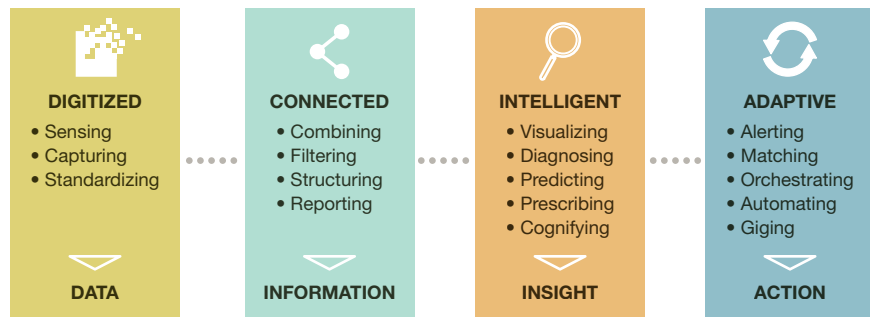 DIGITIZED
• Sensing
• Capturing
• Standardizing
DATA
CONNECTED
• Combining
• Filtering
• Structuring
• Reporting
INFORMATION
INTELLIGENT
• Visualizing
• Diagnosing
• Predicting
• Prescribing
• Cognifying
INSIGHT
ADAPTIVE
• Alerting
• Matching
• Orchestrating
• Automating
• Giging
ACTION